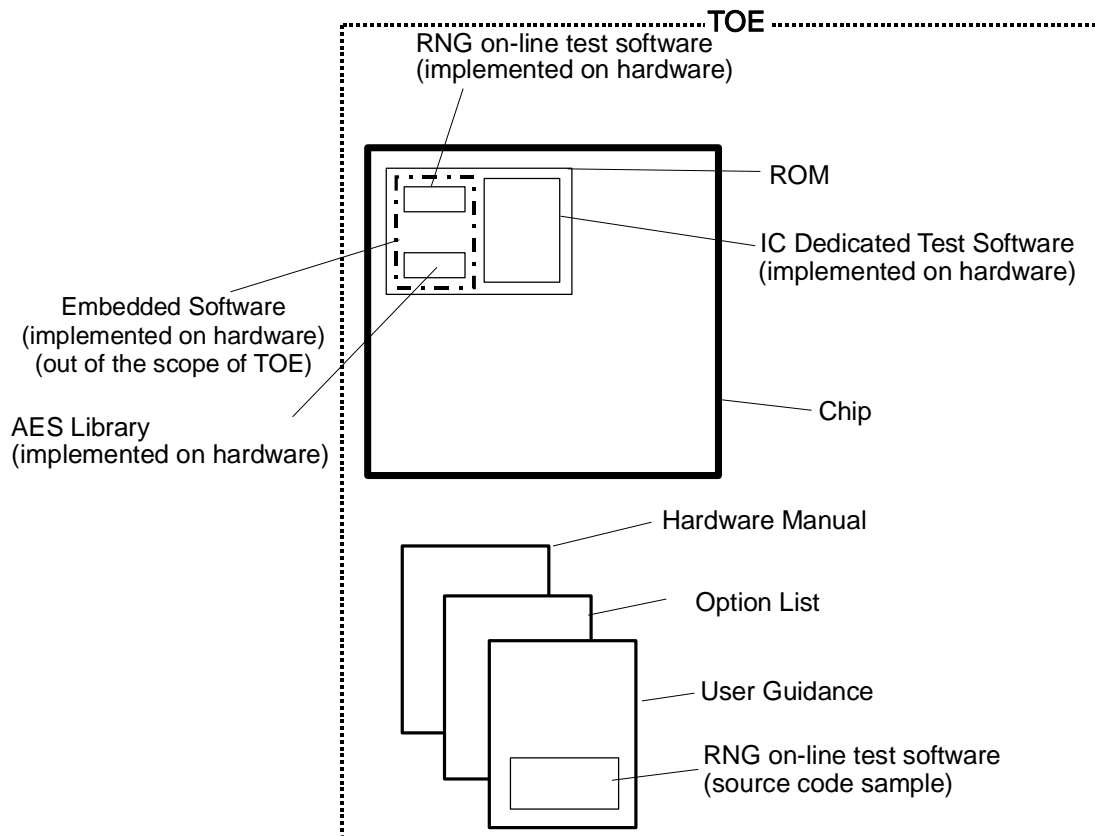 TOE
RNG on-line test software
(implemented on hardware)
ROM
IC Dedicated Test Software
(implemented on hardware)
Embedded Software
(implemented on hardware)
(out of the scope of TOE)
Chip
AES Library
(implemented on hardware)
Hardware Manual
Option List
User Guidance
RNG on-line test software
(source code sample)